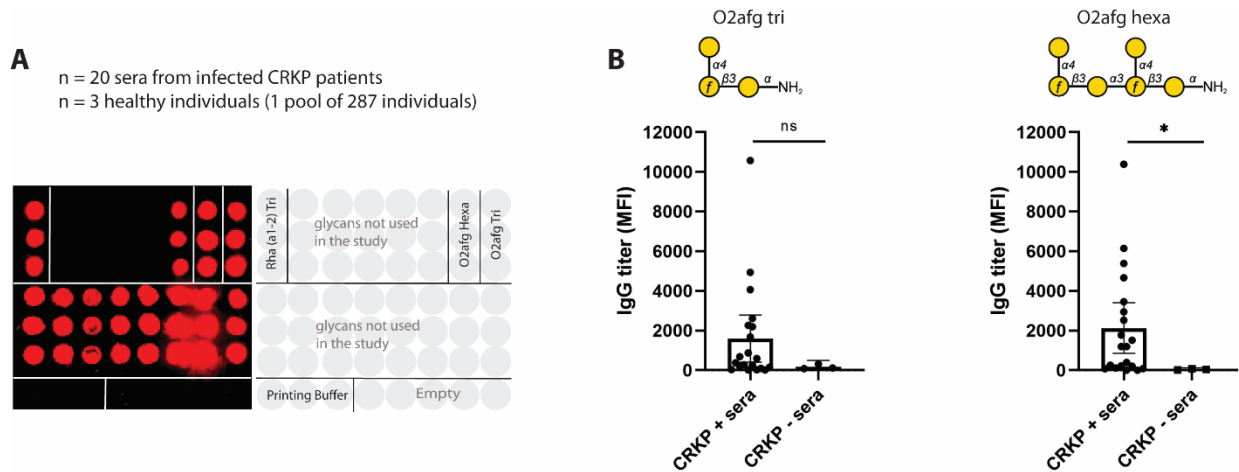 A
n = 20 sera from infected CRKP patients
n = 3 healthy individuals (1 pool of 287 individuals)
Rha (a1-2) Tri
glycans not used
in the study
O2afg Hexa
O2afg Tri
glycans not used
in the study
Printing Buffer
Empty
B
O2afg tri
α4
f
β3
α
NH2
12000
10000
8000
6000
4000
2000
0
IgG titer (MFI)
ns
CRKP + sera
CRKP - sera
O2afg hexa
α4
α4
f
β3
α3
f
β3
α
NH2
12000
10000
8000
6000
4000
2000
0
IgG titer (MFI)
*
CRKP + sera
CRKP - sera